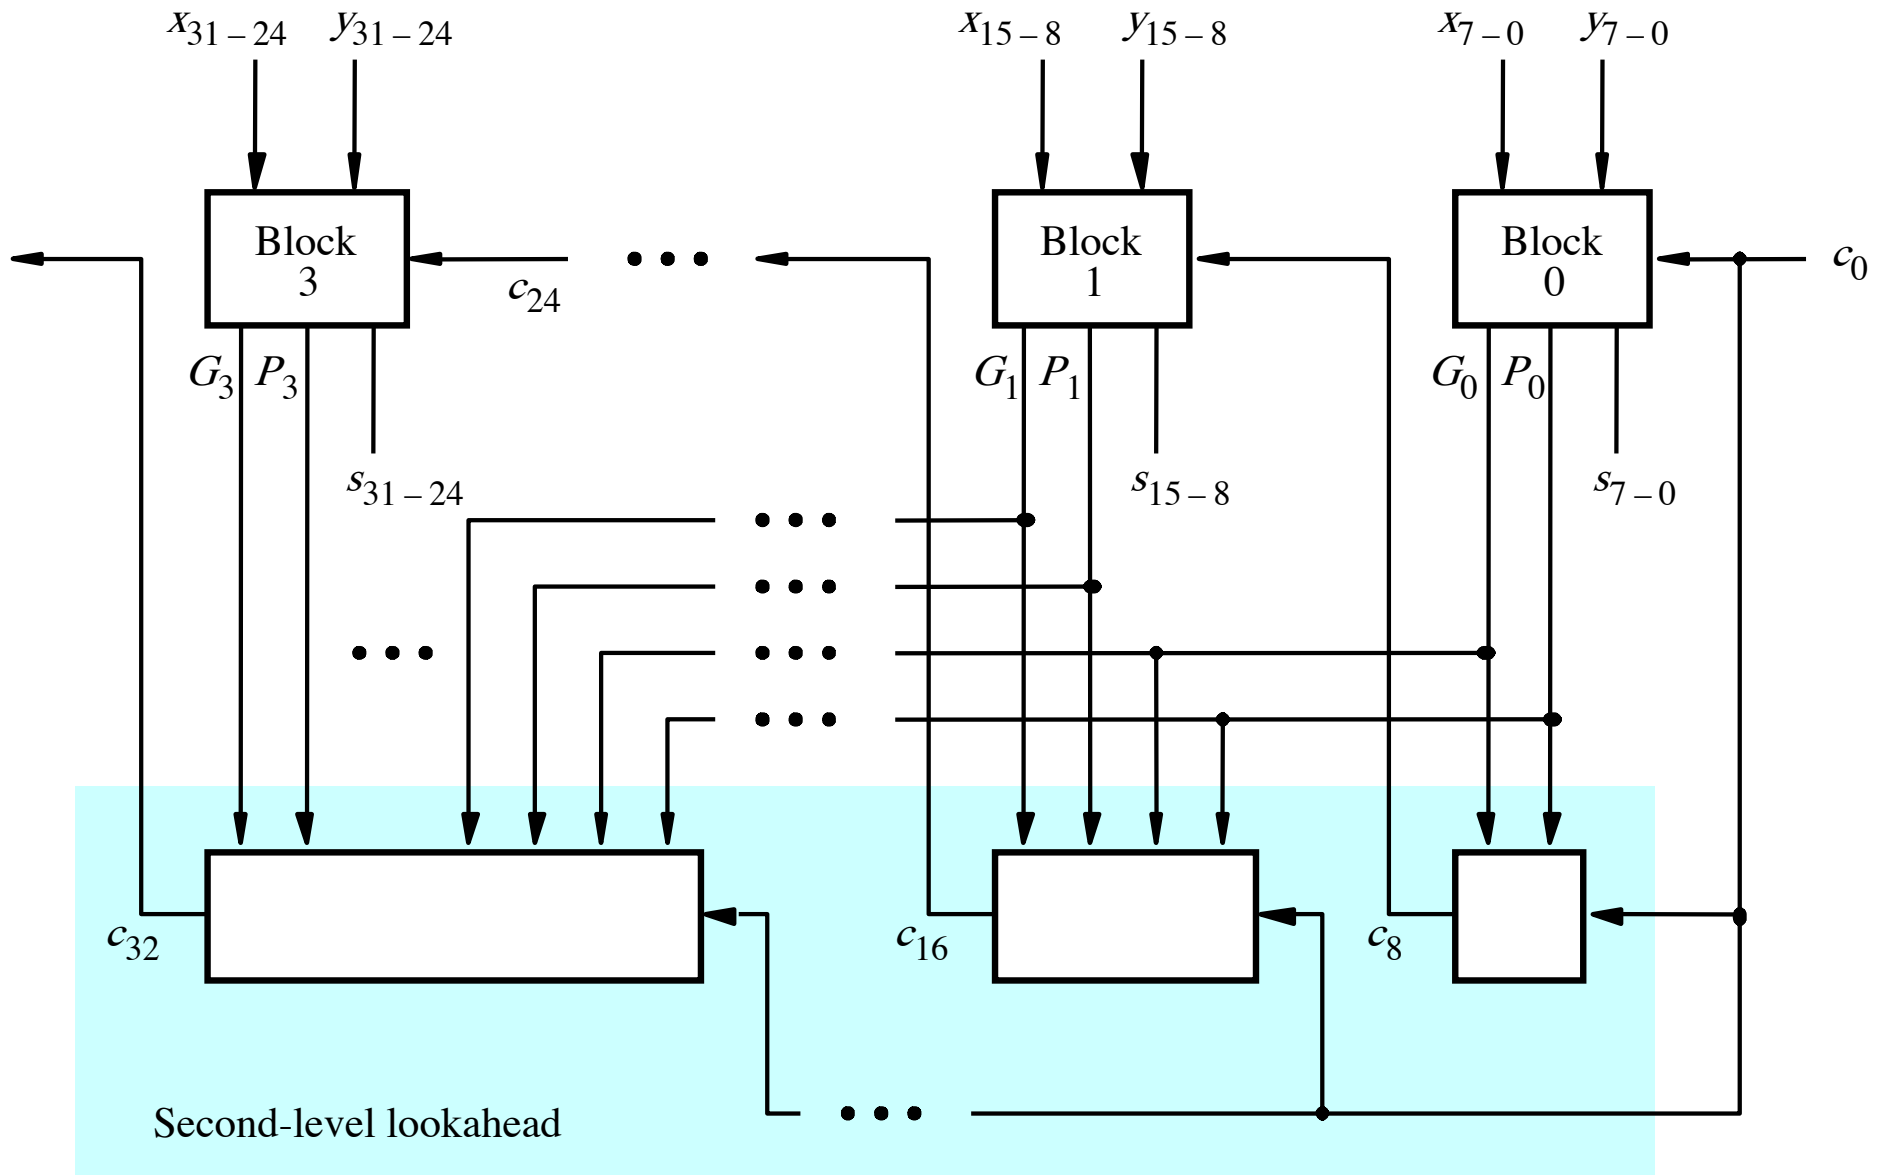 x31 – 24 y31 – 24 x15 – 8 y15 – 8 x7 – 0 y7 – 0
Block
3
Block
1
Block
0
c0
c24
G3 P3 G1 P1 G0 P0
s31 – 24 s15 – 8 s7 – 0
c32 c16 c8
Second-level lookahead